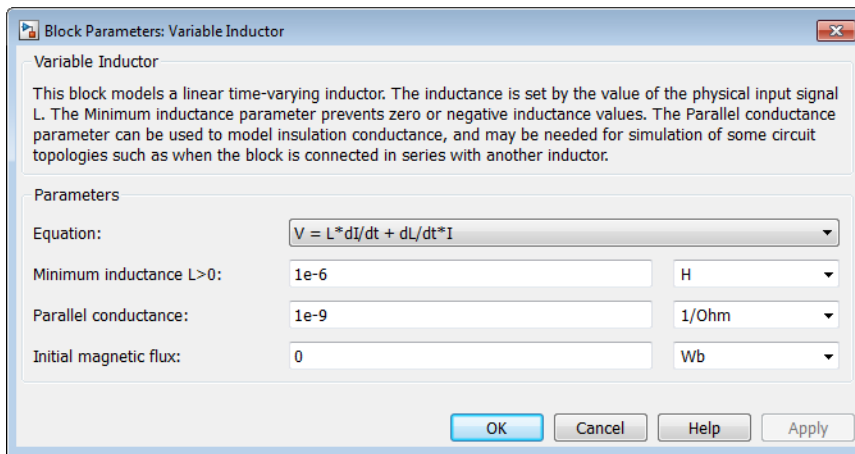 Block Parameters: Variable Inductor
Variable Inductor
This block models a linear time-varying inductor. The inductance is set by the value of the physical input signal
L. The Minimum inductance parameter prevents zero or negative inductance values. The Parallel conductance
parameter can be used to model insulation conductance, and may be needed for simulation of some circuit
topologies such as when the block is connected in series with another inductor.
Parameters
Equation: V = L*dI/dt + dL/dt*I
Minimum inductance L>0: 1e-6 H
Parallel conductance: 1e-9 1/Ohm
Initial magnetic flux: 0 Wb
OK Cancel Help Apply